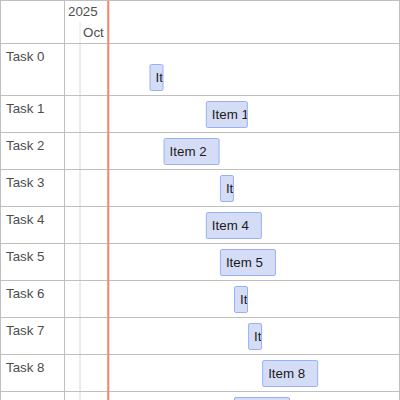 2025
Oct
Task 0
It
Task 1
Item 1
Task 2
Item 2
Task 3
It
Task 4
Item 4
Task 5
Item 5
Task 6
It
Task 7
It
Task 8
Item 8